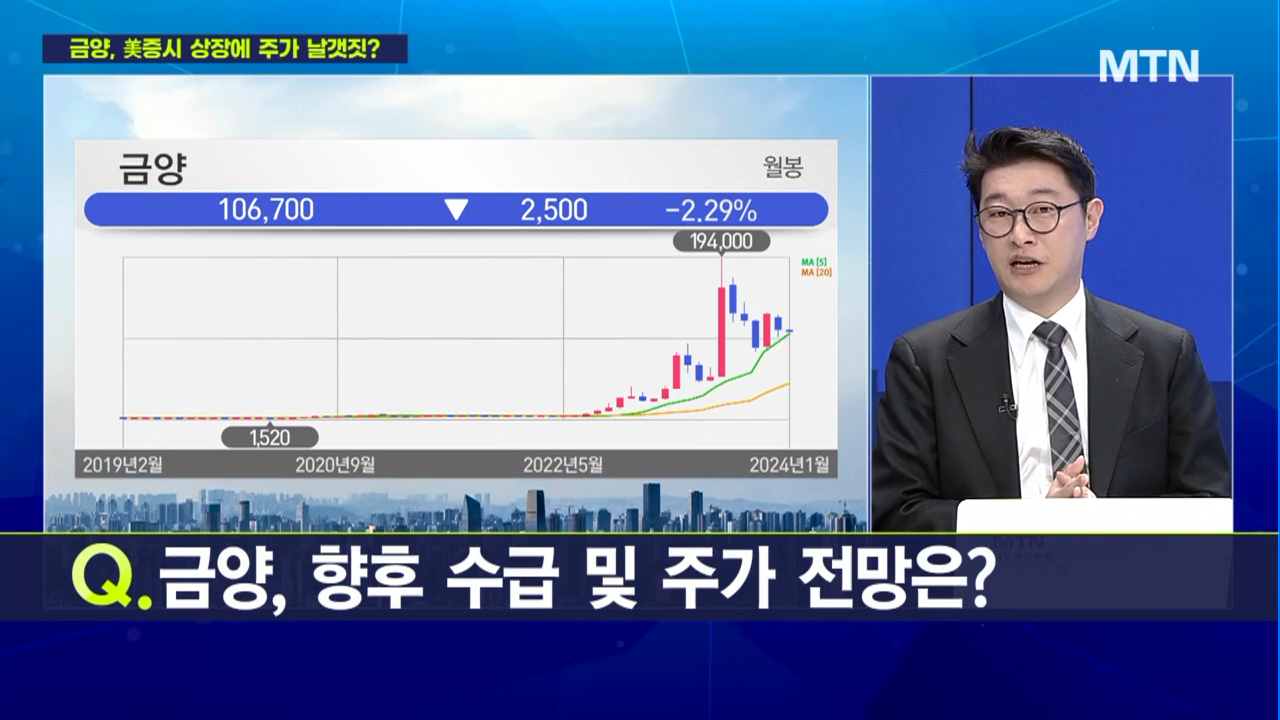 금양, 美증시 상장에 주가 날갯짓?
MTN
금양
월봉
106,700 ▼ 2,500 -2.29%
194,000
MA [5]
MA [20]
1,520
2019년2월 2020년9월 2022년5월 2024년1월
Q.금양, 향후 수급 및 주가 전망은?